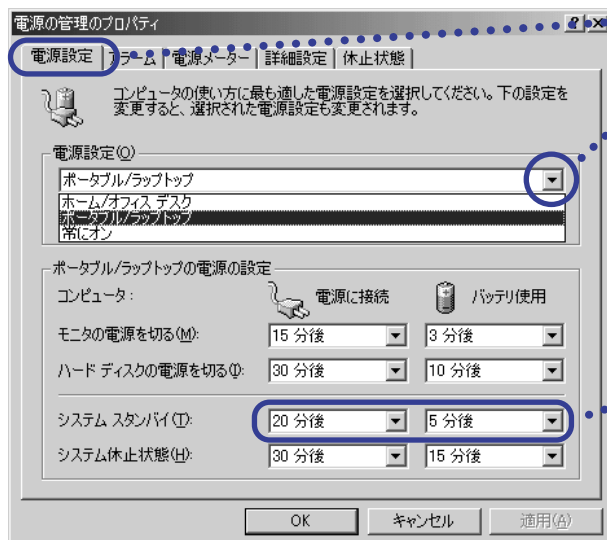 電源の管理のプロパティ
電源設定 アラーム 電源メーター 詳細設定 休止状態
コンピュータの使い方に最も適した電源設定を選択してください。下の設定を
変更すると、選択された電源設定も変更されます。
電源設定(O)
ポータブル/ラップトップ
ホーム/オフィス デスク
ポータブル/ラップトップ
常にオン
ポータブル/ラップトップの電源の設定
コンピュータ: 電源に接続 バッテリ使用
モニタの電源を切る(M): 15 分後 3 分後
ハード ディスクの電源を切る(I): 30 分後 10 分後
システム スタンバイ(T): 20 分後 5 分後
システム休止状態(H): 30 分後 15 分後
OK キャンセル 適用(A)